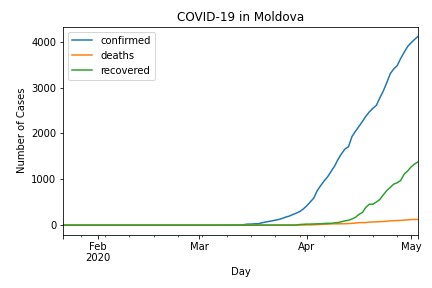 COVID-19 in Moldova
confirmed
deaths
recovered
Number of Cases
4000
3000
2000
1000
0
Feb
2020
Mar
Apr
May
Day